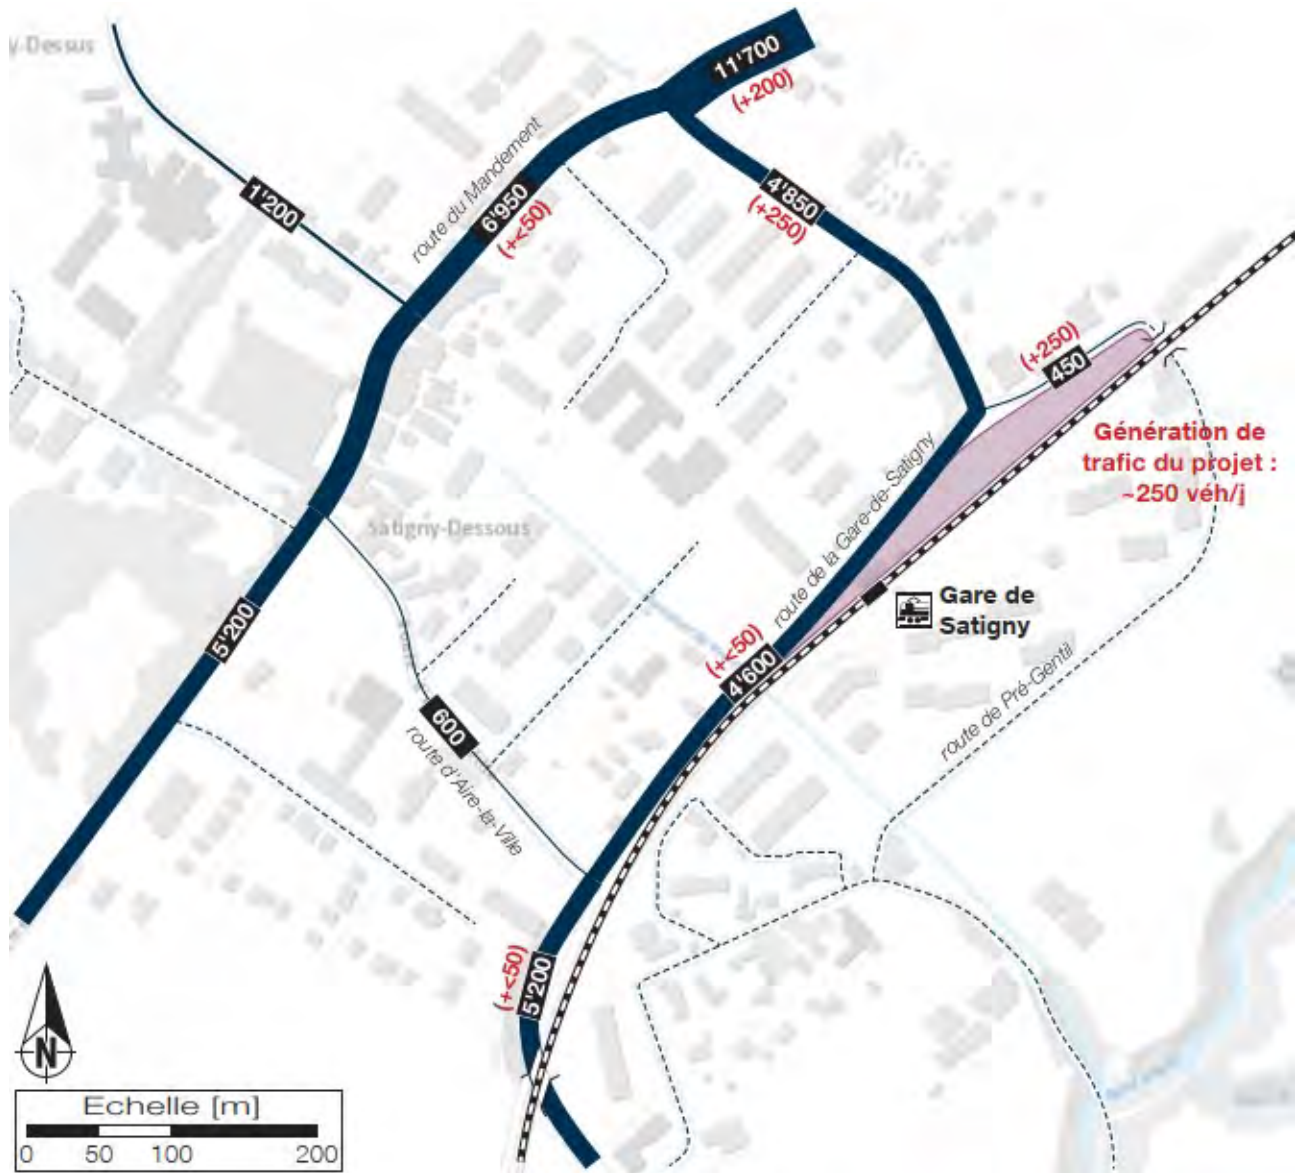 y-Dessus
11'700
(+200)
route du Mandement
1'200
6'950
(+<50)
4'850
(+250)
(+250)
450
Génération de
trafic du projet :
~250 véh/j
route de la Gare-de-Satigny
Satigny-Dessous
Gare de
Satigny
5'200
(+<50)
4'600
600
route d'Aire-la-Ville
route de Pré-Gentil
(+<50)
5'200
N
Echelle [m]
0 50 100 200